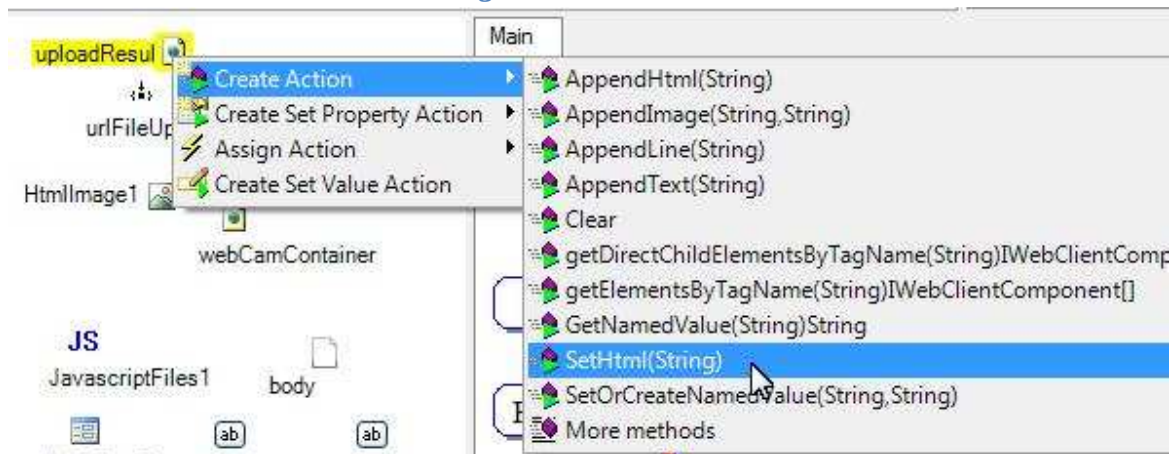 Main
uploadResul
Create Action
Create Set Property Action
Assign Action
Create Set Value Action
AppendHtml(String)
AppendImage(String,String)
AppendLine(String)
AppendText(String)
Clear
getDirectChildElementsByTagName(String)IWebClientComp
getElementsByTagName(String)IWebClientComponent[]
GetNamedValue(String)String
SetHtml(String)
SetOrCreateNamedValue(String,String)
More methods
urlFileUp
HtmlImage1
webCamContainer
JS
JavascriptFiles1
body
ab
ab